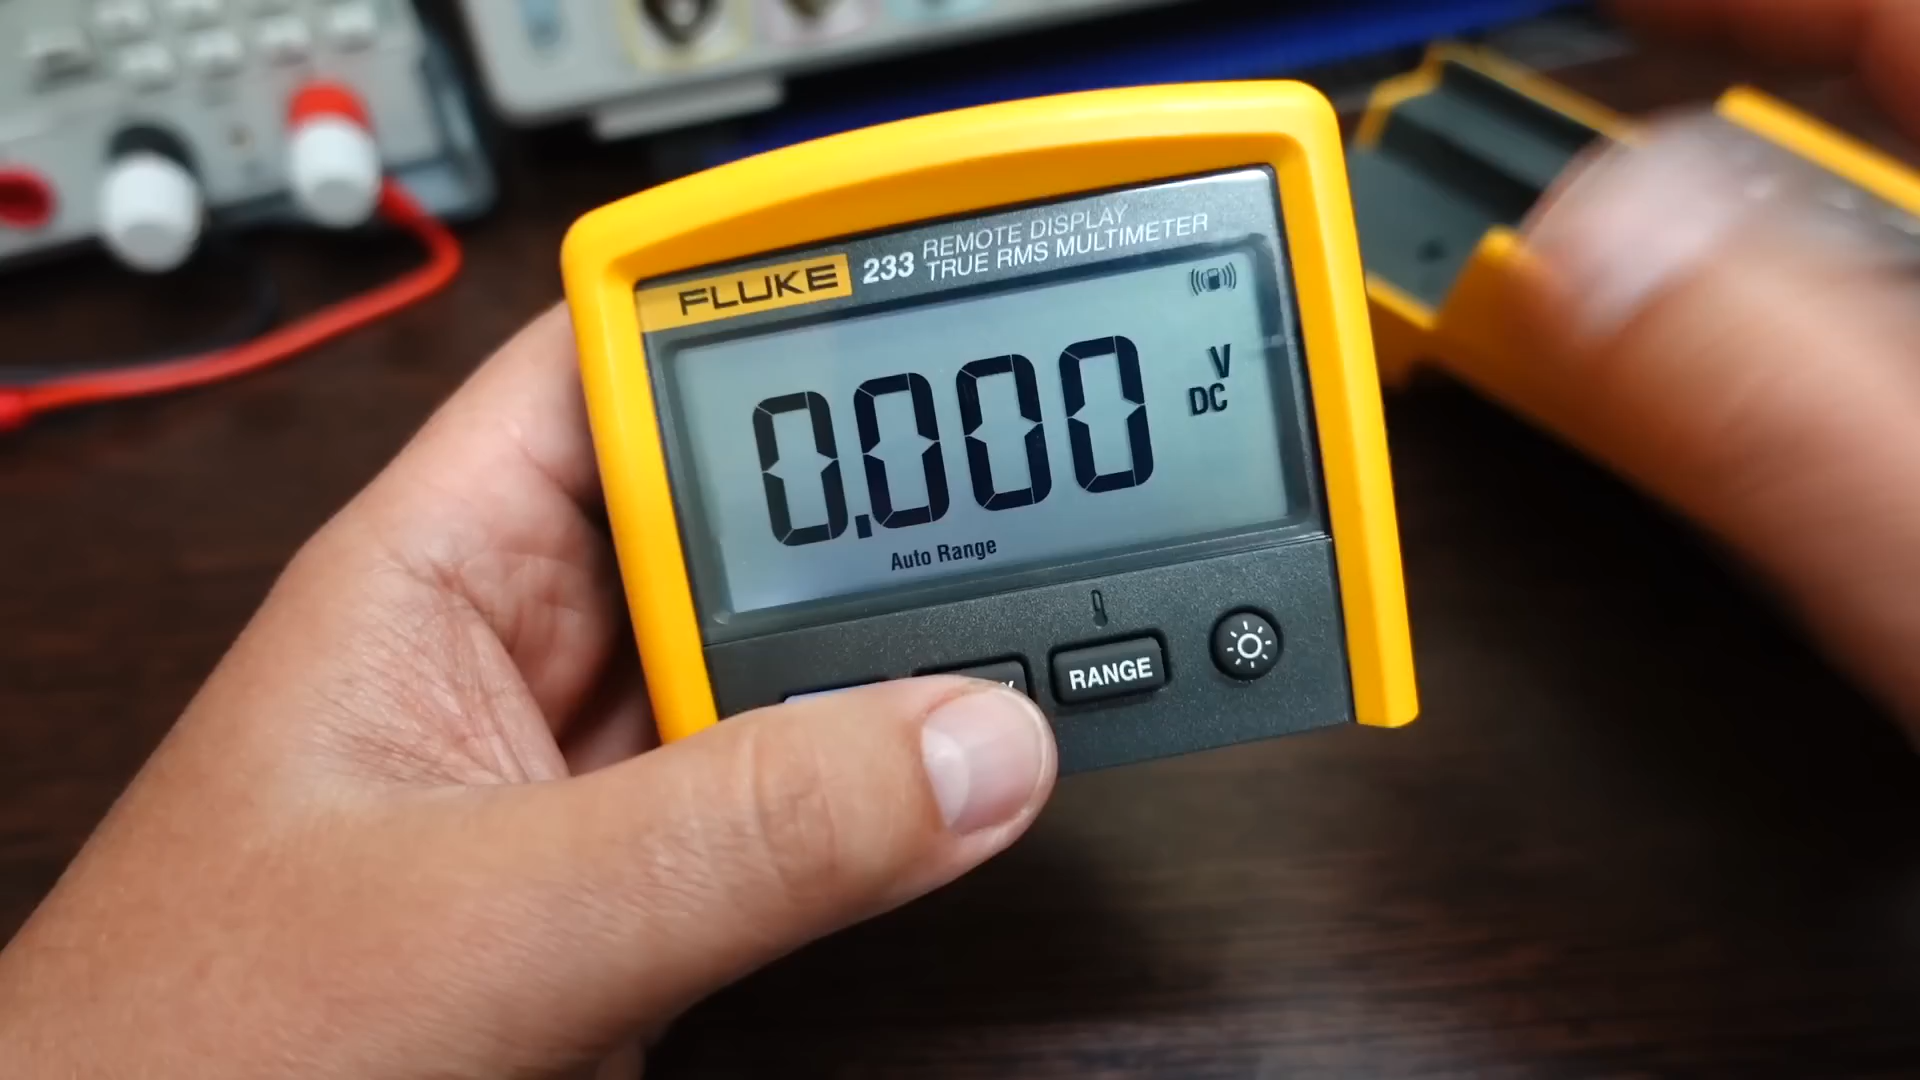 FLUKE 233 REMOTE DISPLAY
TRUE RMS MULTIMETER
0.000 V
DC
Auto Range
RANGE